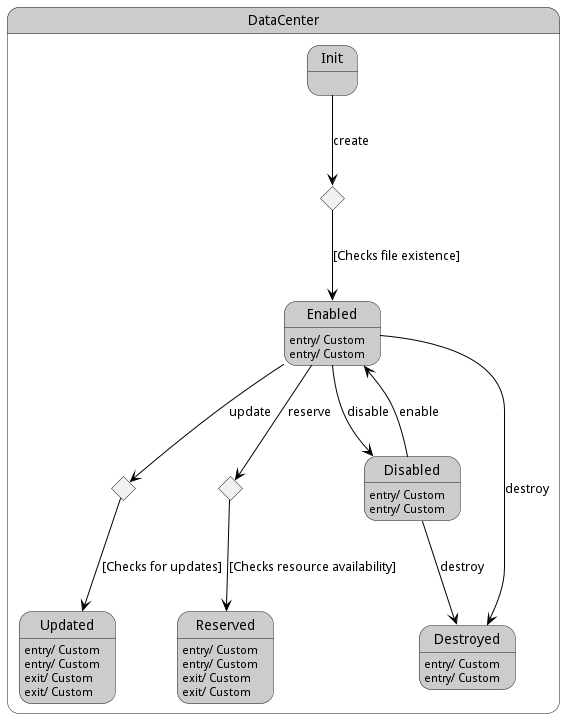 DataCenter
Init
create
[Checks file existence]
Enabled
entry/ Custom
entry/ Custom
update
reserve
disable
enable
Disabled
entry/ Custom
entry/ Custom
destroy
[Checks for updates]
[Checks resource availability]
destroy
Updated
entry/ Custom
entry/ Custom
exit/ Custom
exit/ Custom
Reserved
entry/ Custom
entry/ Custom
exit/ Custom
exit/ Custom
Destroyed
entry/ Custom
entry/ Custom